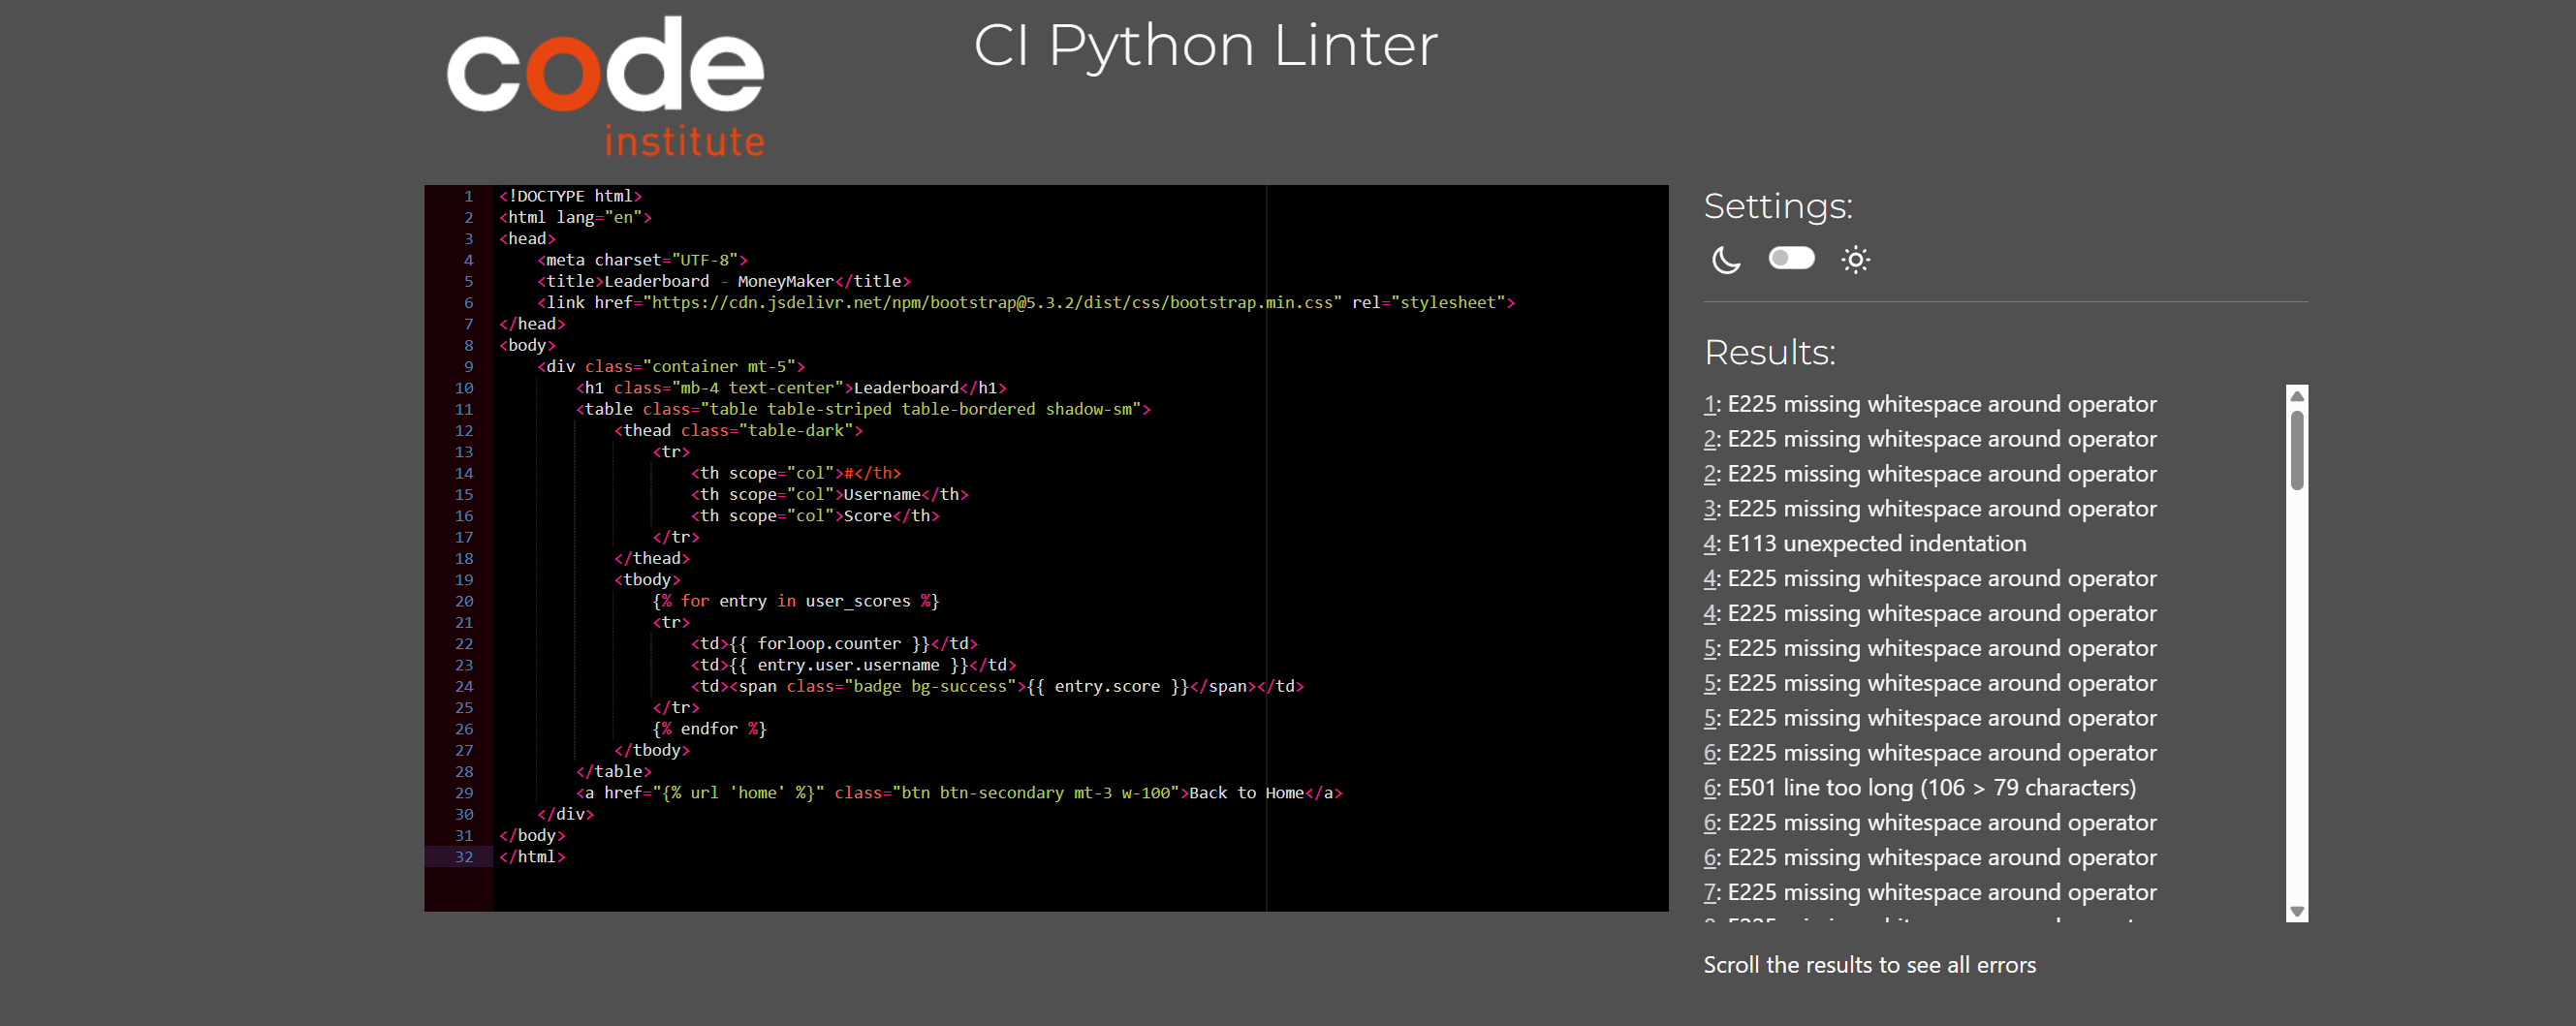 code
institute
CI Python Linter
1 <!DOCTYPE html>
2 <html lang="en">
3 <head>
4     <meta charset="UTF-8">
5     <title>Leaderboard - MoneyMaker</title>
6     <link href="https://cdn.jsdelivr.net/npm/bootstrap@5.3.2/dist/css/bootstrap.min.css" rel="stylesheet">
7 </head>
8 <body>
9     <div class="container mt-5">
10         <h1 class="mb-4 text-center">Leaderboard</h1>
11         <table class="table table-striped table-bordered shadow-sm">
12             <thead class="table-dark">
13                 <tr>
14                     <th scope="col">#</th>
15                     <th scope="col">Username</th>
16                     <th scope="col">Score</th>
17                 </tr>
18             </thead>
19             <tbody>
20                 {% for entry in user_scores %}
21                 <tr>
22                     <td>{{ forloop.counter }}</td>
23                     <td>{{ entry.user.username }}</td>
24                     <td><span class="badge bg-success">{{ entry.score }}</span></td>
25                 </tr>
26                 {% endfor %}
27             </tbody>
28         </table>
29         <a href="{% url 'home' %}" class="btn btn-secondary mt-3 w-100">Back to Home</a>
30     </div>
31 </body>
32 </html>
Settings:
Results:
1: E225 missing whitespace around operator
2: E225 missing whitespace around operator
2: E225 missing whitespace around operator
3: E225 missing whitespace around operator
4: E113 unexpected indentation
4: E225 missing whitespace around operator
4: E225 missing whitespace around operator
5: E225 missing whitespace around operator
5: E225 missing whitespace around operator
5: E225 missing whitespace around operator
6: E225 missing whitespace around operator
6: E501 line too long (106 > 79 characters)
6: E225 missing whitespace around operator
6: E225 missing whitespace around operator
7: E225 missing whitespace around operator
Scroll the results to see all errors